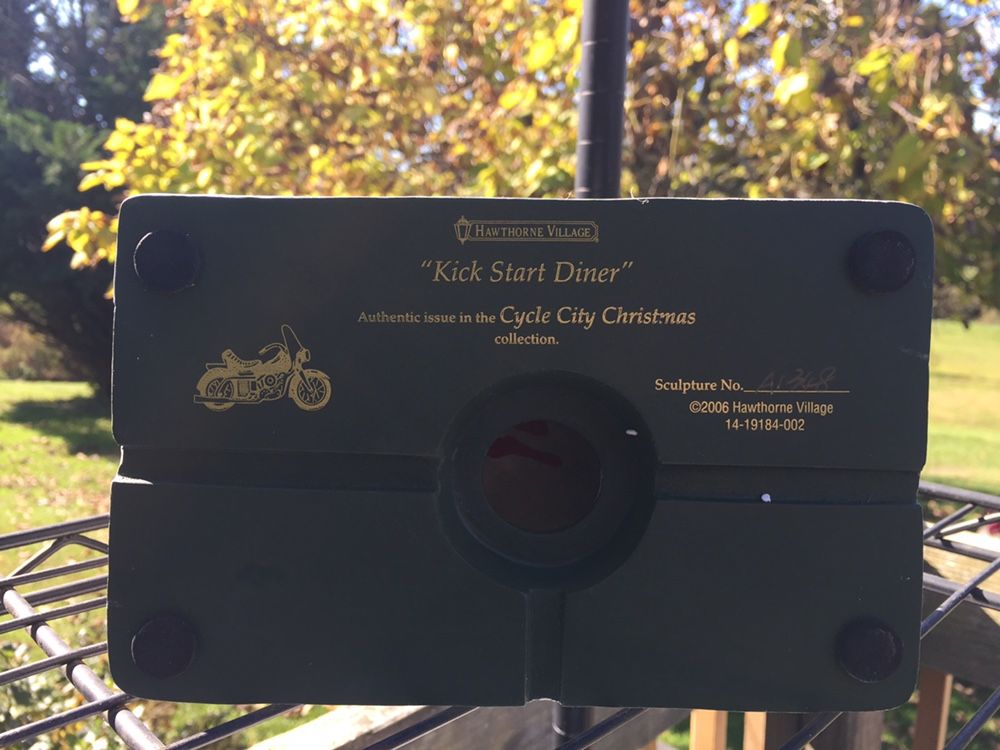 HAWTHORNE VILLAGE
"Kick Start Diner"
Authentic issue in the Cycle City Christmas
collection.
Sculpture No. A1368
©2006 Hawthorne Village
14-19184-002